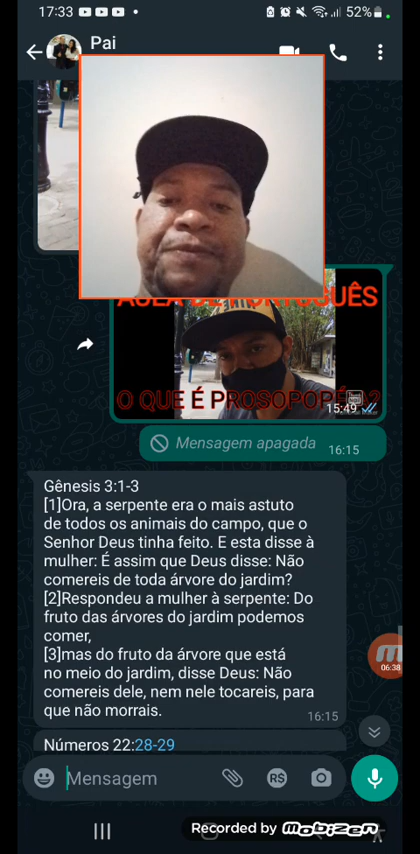 17:33
52%
Pai
AULA DE PORTUGUÊS
O QUE É PROSOPOPÉIA?
15:49
Mensagem apagada
16:15
Gênesis 3:1-3
[1]Ora, a serpente era o mais astuto
de todos os animais do campo, que o
Senhor Deus tinha feito. E esta disse à
mulher: É assim que Deus disse: Não
comereis de toda árvore do jardim?
[2]Respondeu a mulher à serpente: Do
fruto das árvores do jardim podemos
comer,
[3]mas do fruto da árvore que está
no meio do jardim, disse Deus: Não
comereis dele, nem nele tocareis, para
que não morrais.
16:15
06:38
Números 22:28-29
Mensagem
R$
Recorded by mobizen